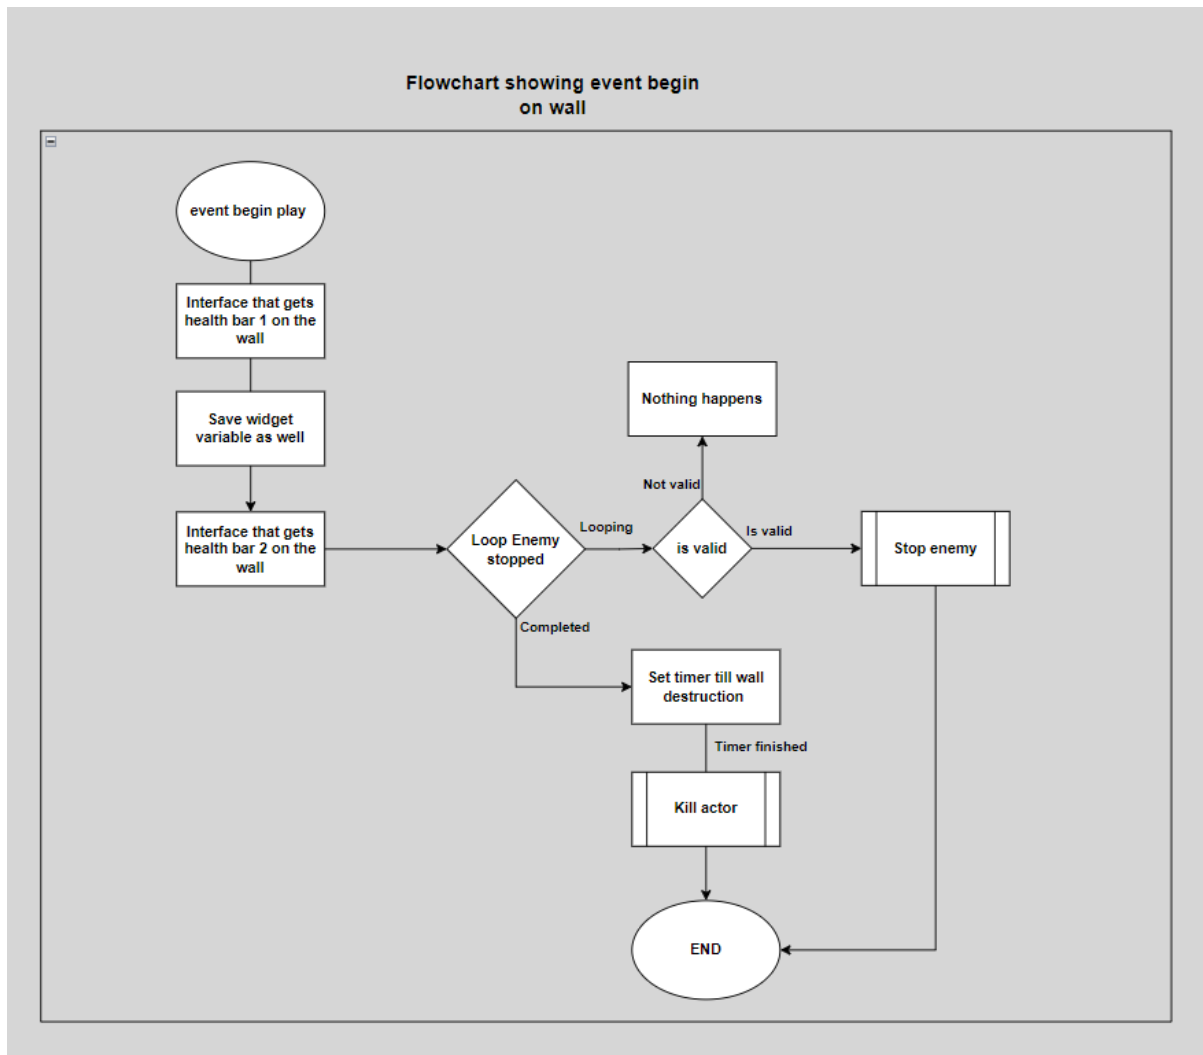 Flowchart showing event begin
on wall
event begin play
Interface that gets
health bar 1 on the
wall
Save widget
variable as well
Interface that gets
health bar 2 on the
wall
Loop Enemy
stopped
Looping
Completed
Nothing happens
Not valid
is valid
Is valid
Stop enemy
Set timer till wall
destruction
Timer finished
Kill actor
END